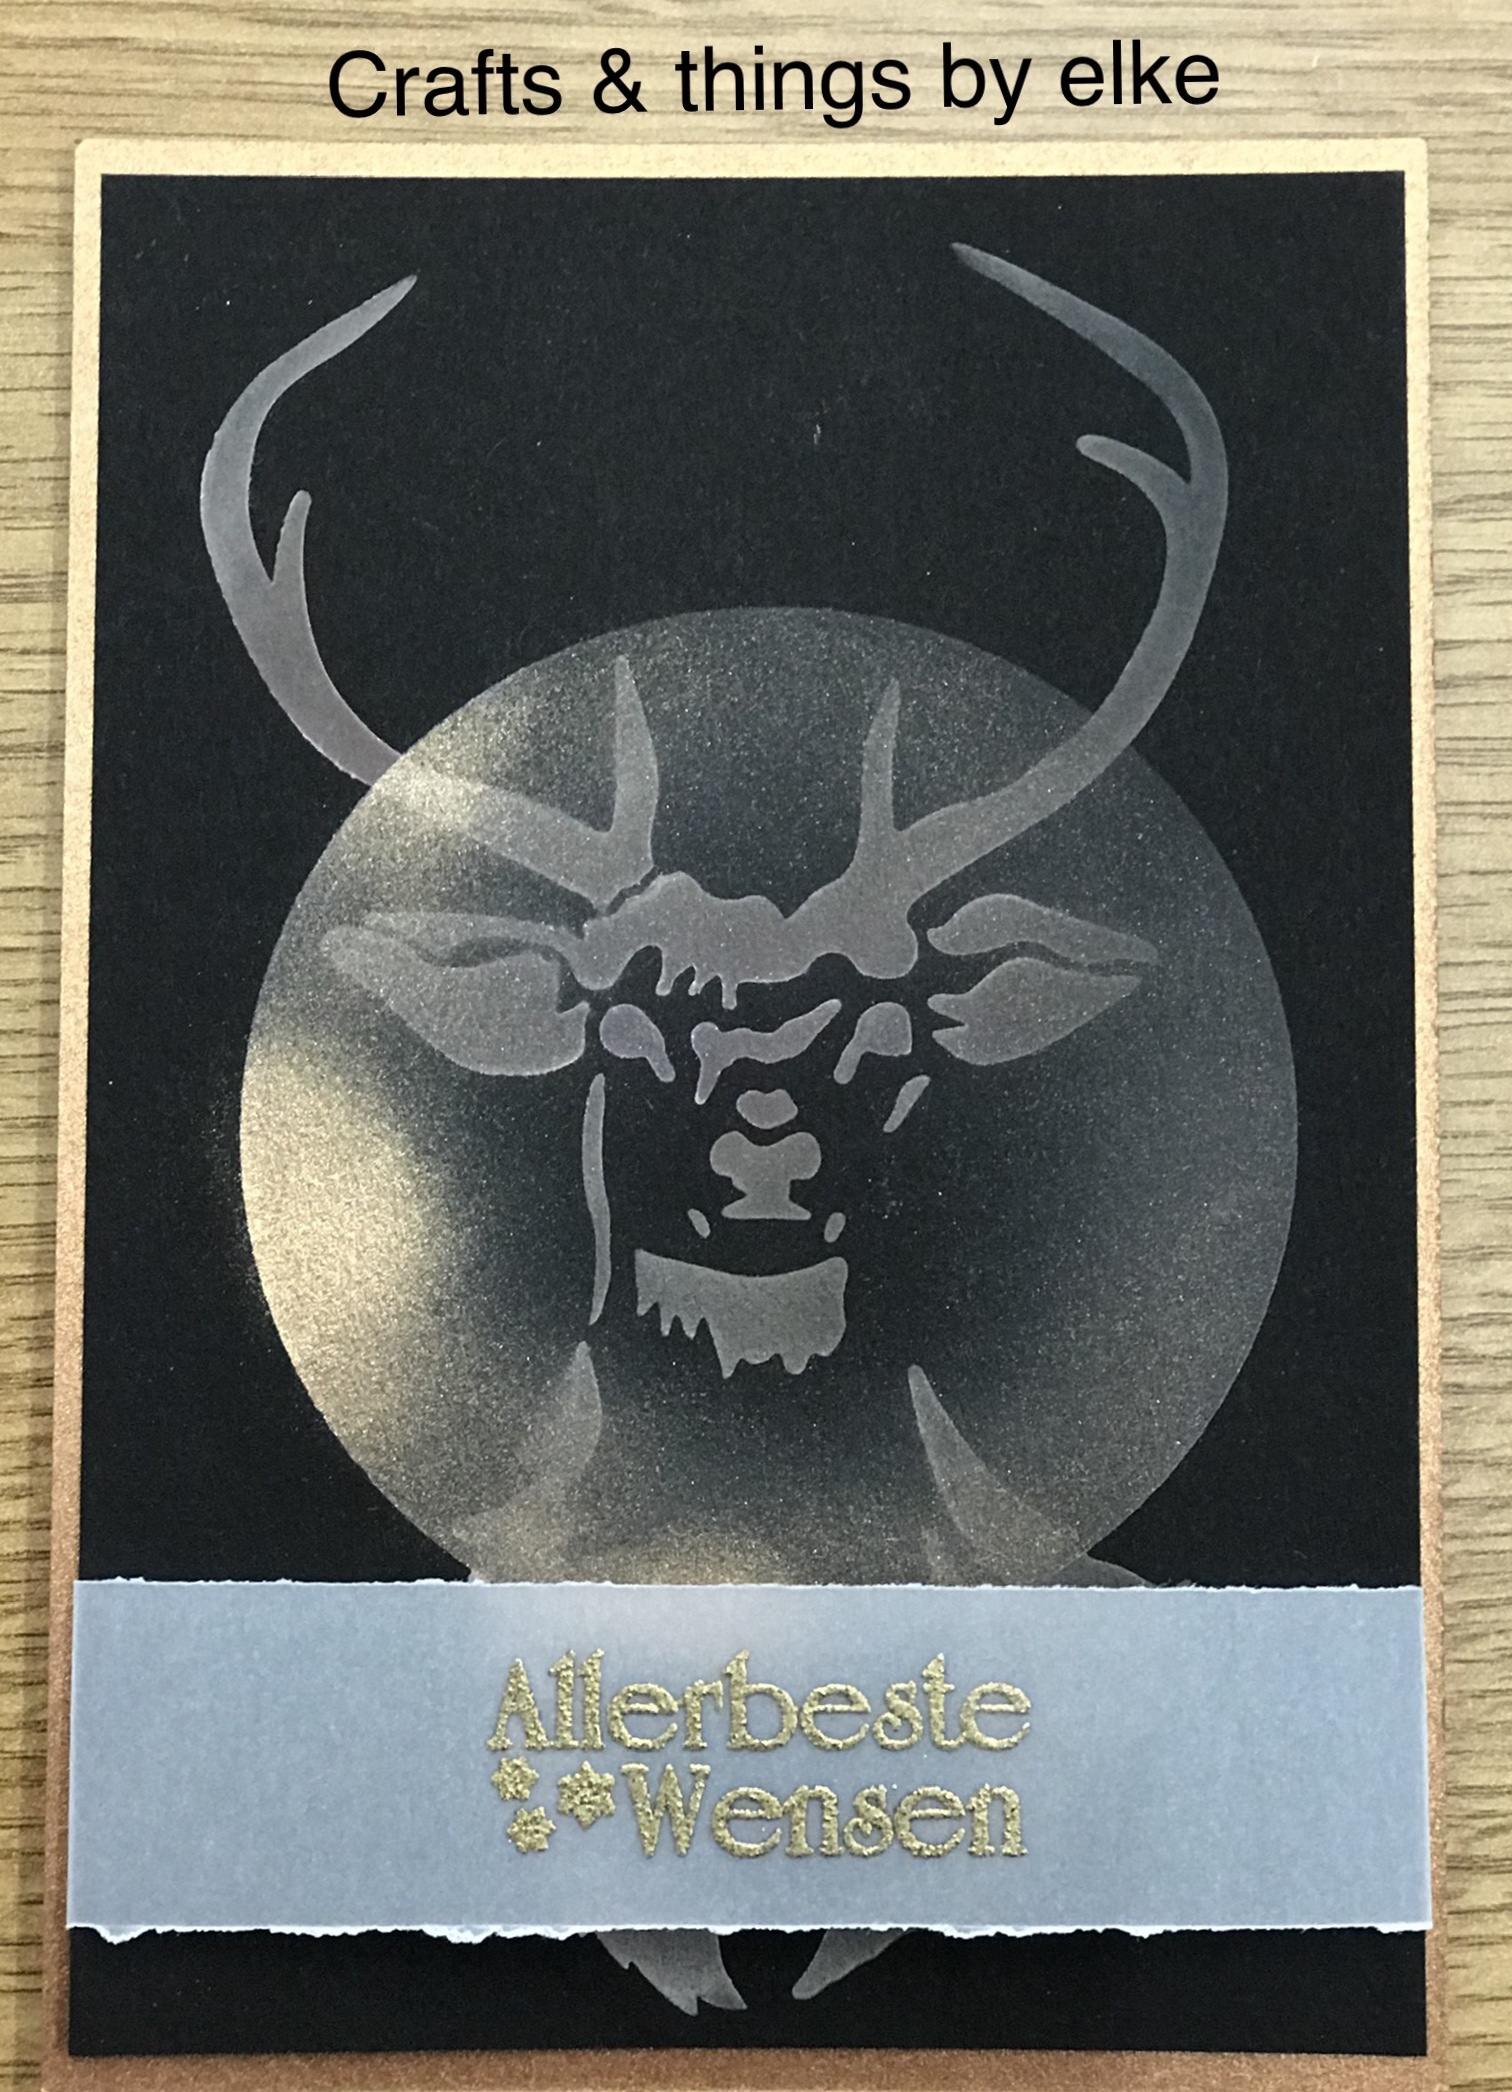 Crafts & things by elke
Allerbeste
Wensen